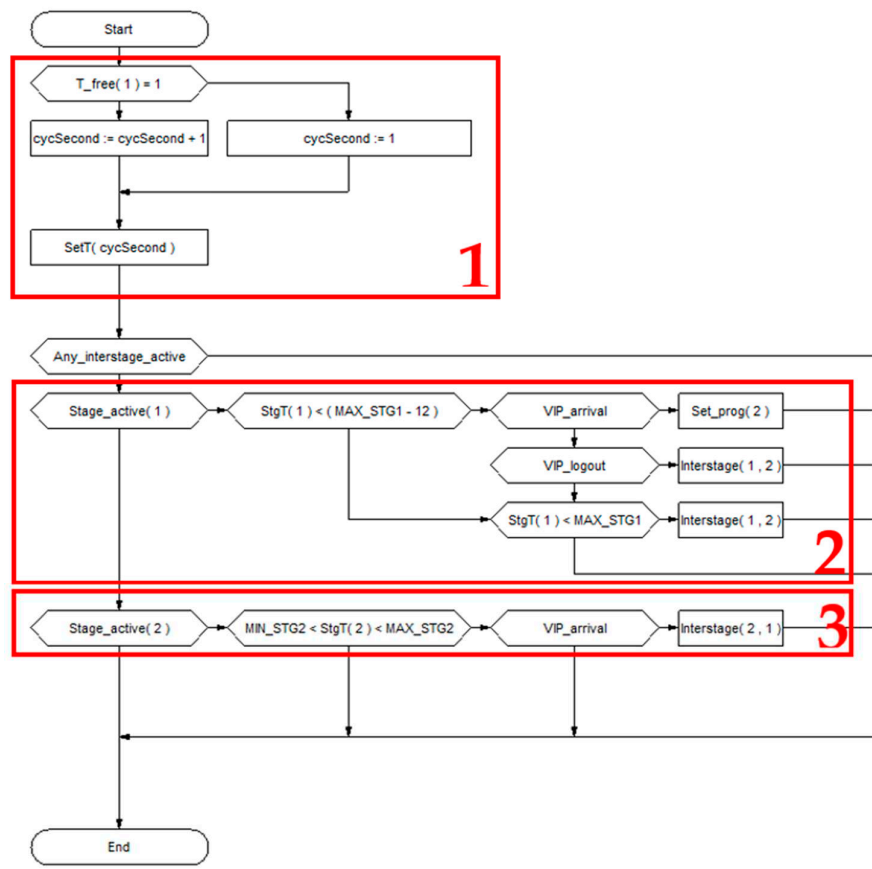 Start
T_free( 1 ) = 1
cycSecond := cycSecond + 1
cycSecond := 1
SetT( cycSecond )
1
Any_interstage_active
Stage_active( 1 )
StgT( 1 ) < ( MAX_STG1 - 12 )
VIP_arrival
Set_prog( 2 )
VIP_logout
Interstage( 1 , 2 )
StgT( 1 ) < MAX_STG1
Interstage( 1 , 2 )
2
Stage_active( 2 )
MIN_STG2 < StgT( 2 ) < MAX_STG2
VIP_arrival
Interstage( 2 , 1 )
3
End